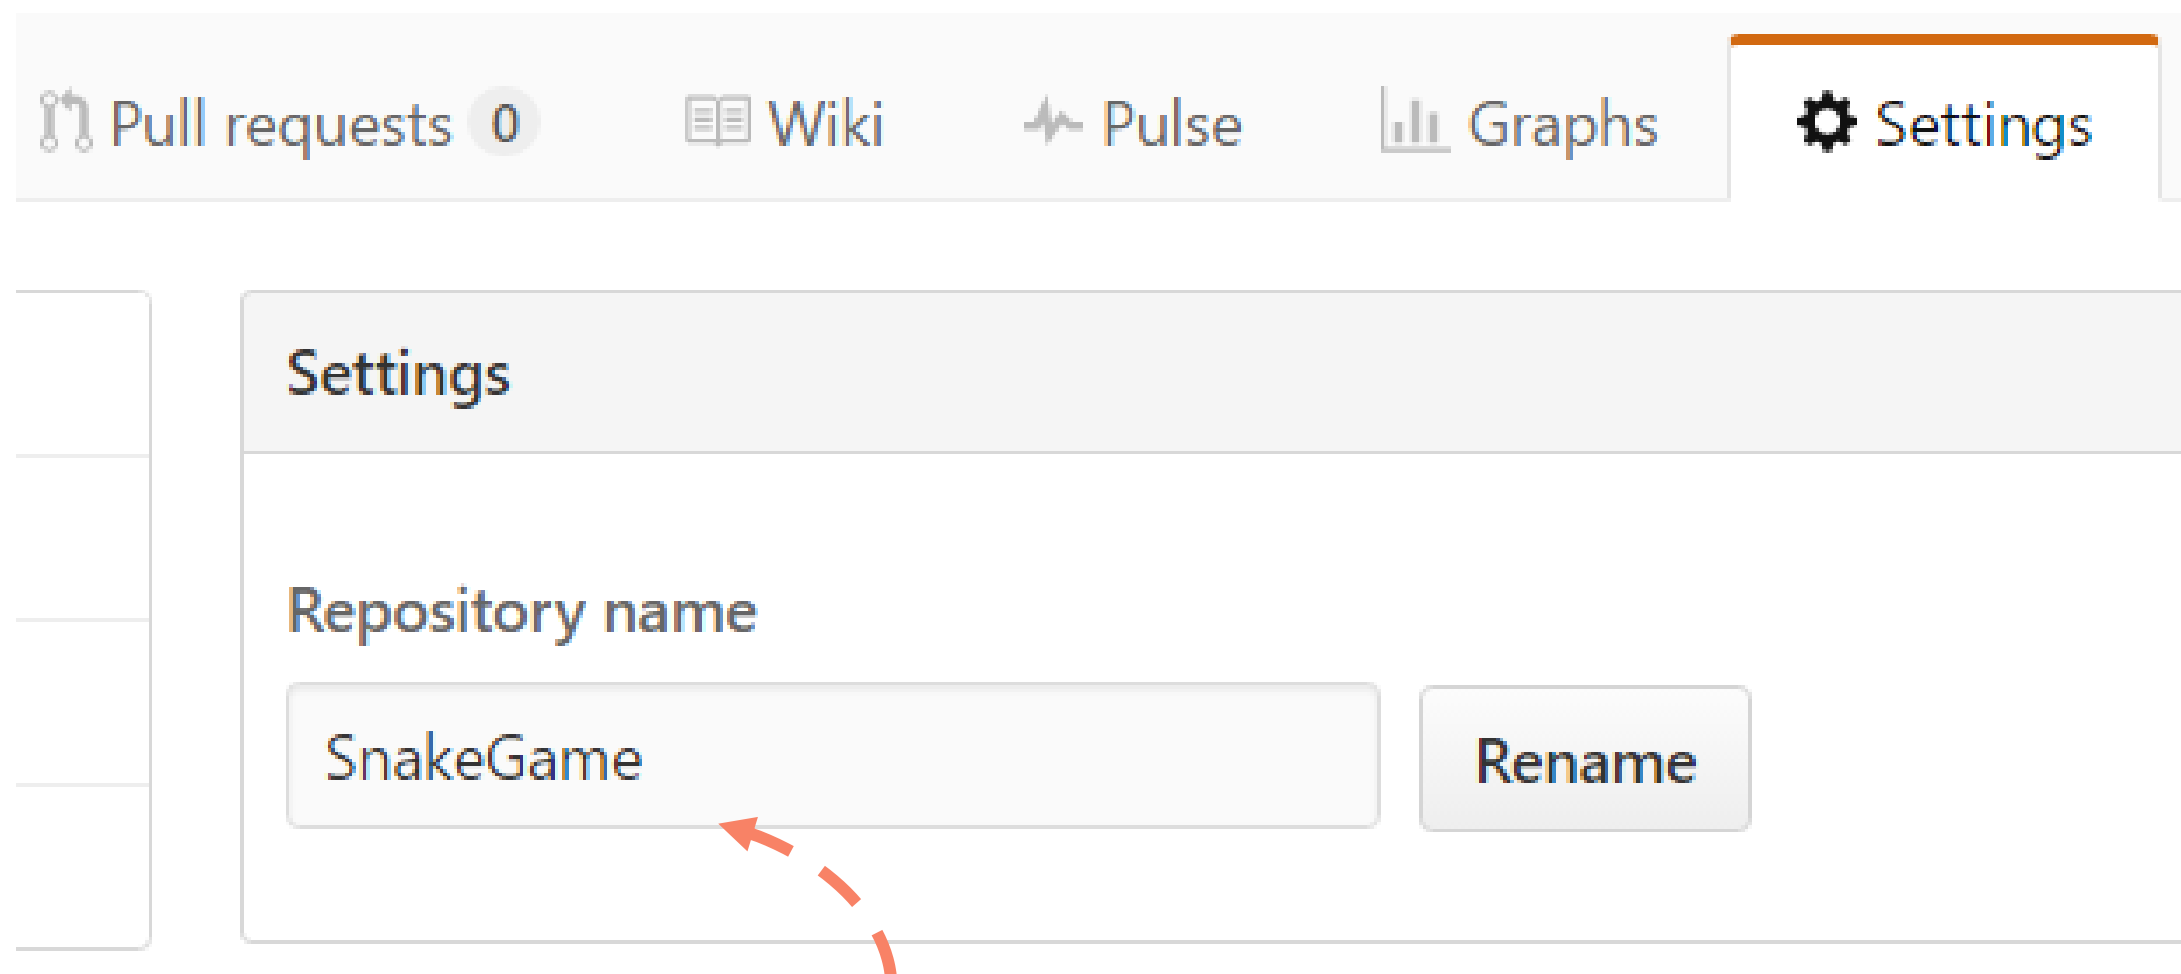 Pull requests 0 Wiki Pulse Graphs Settings
Settings
Repository name
SnakeGame Rename